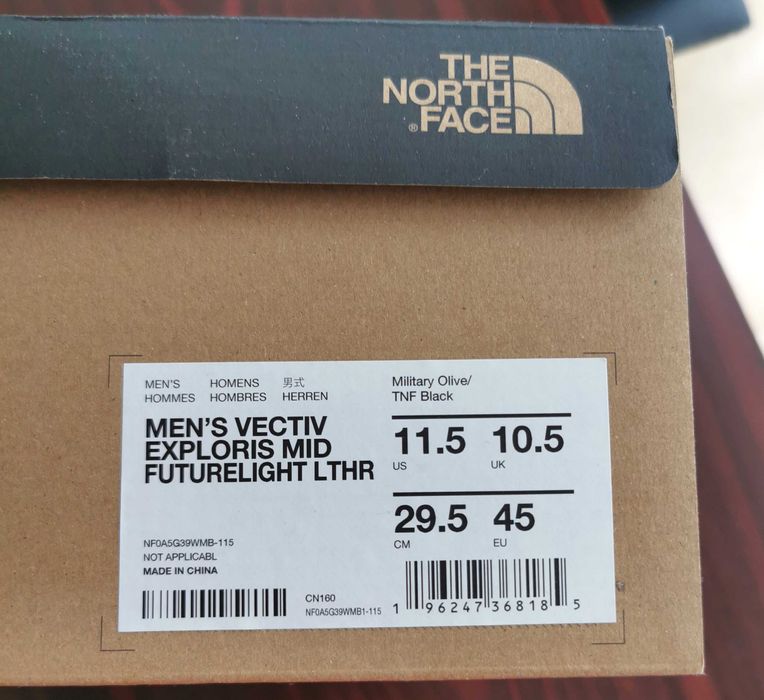 THE
NORTH
® FACE
MEN'S HOMENS 男式
HOMMES HOMBRES HERREN
MEN'S VECTIV
EXPLORIS MID
FUTURELIGHT LTHR
Military Olive/
TNF Black
11.5 10.5
US UK
29.5 45
CM EU
NF0A5G39WMB-115
NOT APPLICABL
MADE IN CHINA
CN160
NF0A5G39WMB1-115
1 96247 36818 5